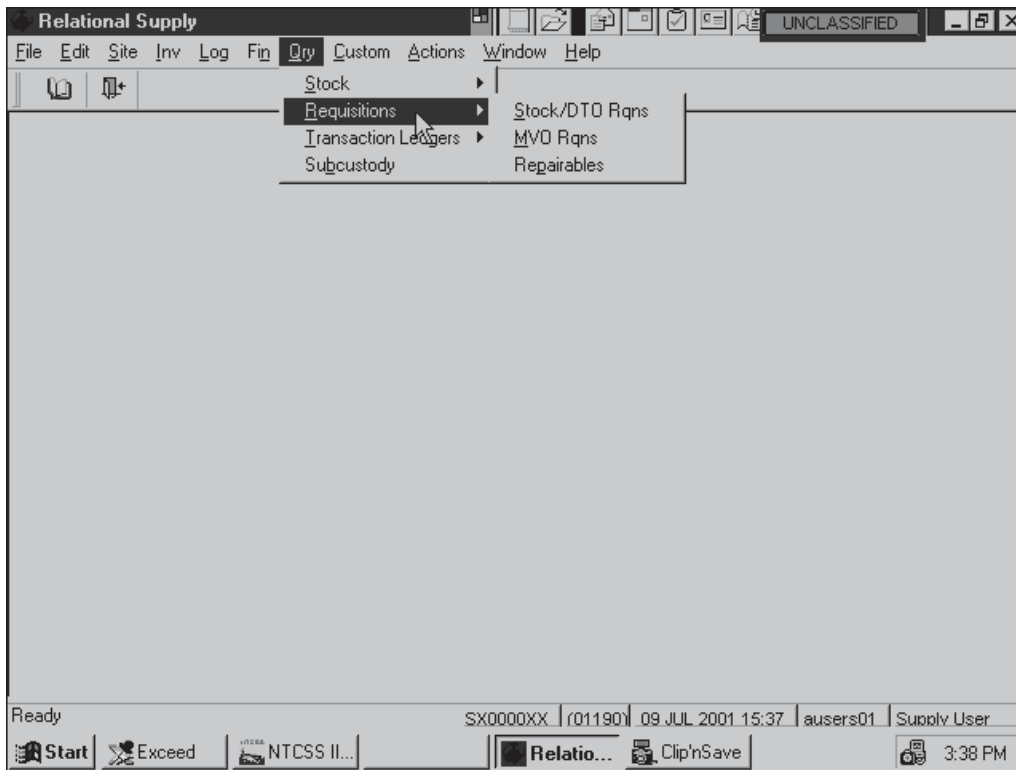 Relational Supply
UNCLASSIFIED
File Edit Site Inv Log Fin Qry Custom Actions Window Help
Stock
Requisitions
Stock/DTO Rqns
Transaction Ledgers
MVO Rqns
Subcustody
Repairables
Ready
SX0000XX (01190) 09 JUL 2001 15:37 ausers01 Supply User
Start Exceed NTCSS II... Relatio... Clip'nSave 3:38 PM